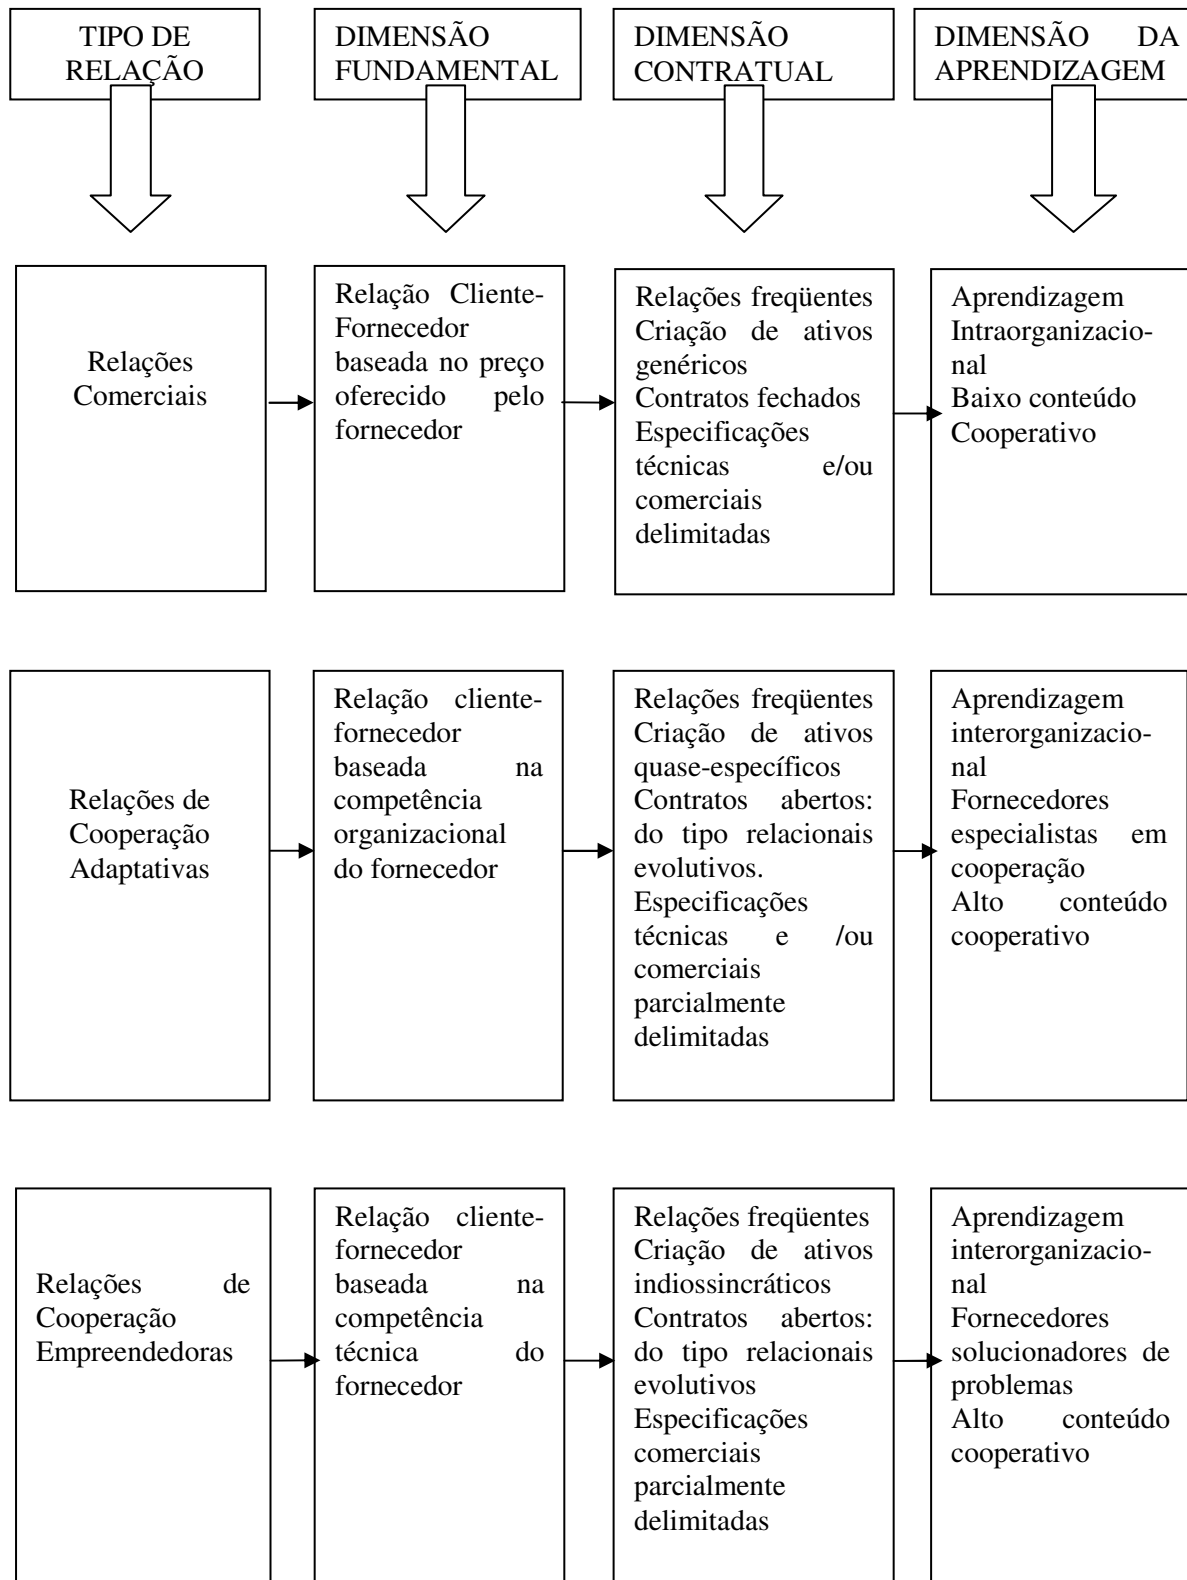 TIPO DE
RELAÇÃO
DIMENSÃO
FUNDAMENTAL
DIMENSÃO
CONTRATUAL
DIMENSÃO DA
APRENDIZAGEM
Relações
Comerciais
Relação Cliente-
Fornecedor
baseada no preço
oferecido pelo
fornecedor
Relações freqüentes
Criação de ativos
genéricos
Contratos fechados
Especificações
técnicas e/ou
comerciais
delimitadas
Aprendizagem
Intraorganizacio-
nal
Baixo conteúdo
Cooperativo
Relações de
Cooperação
Adaptativas
Relação cliente-
fornecedor
baseada na
competência
organizacional
do fornecedor
Relações freqüentes
Criação de ativos
quase-específicos
Contratos abertos:
do tipo relacionais
evolutivos.
Especificações
técnicas e /ou
comerciais
parcialmente
delimitadas
Aprendizagem
interorganizacio-
nal
Fornecedores
especialistas em
cooperação
Alto conteúdo
cooperativo
Relações de
Cooperação
Empreendedoras
Relação cliente-
fornecedor
baseada na
competência
técnica do
fornecedor
Relações freqüentes
Criação de ativos
indiossincráticos
Contratos abertos:
do tipo relacionais
evolutivos
Especificações
comerciais
parcialmente
delimitadas
Aprendizagem
interorganizacio-
nal
Fornecedores
solucionadores de
problemas
Alto conteúdo
cooperativo